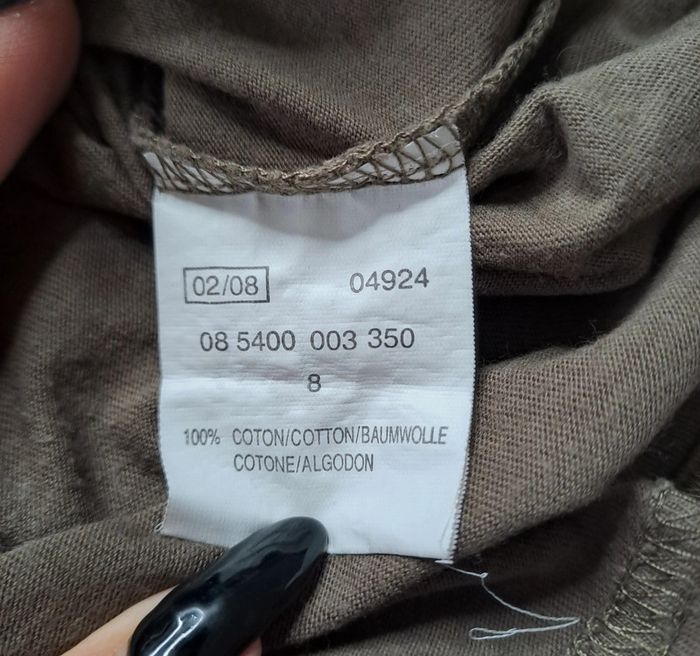 02/08 04924
08 5400 003 350
8
100% COTON/COTTON/BAUMWOLLE
COTONE/ALGODON